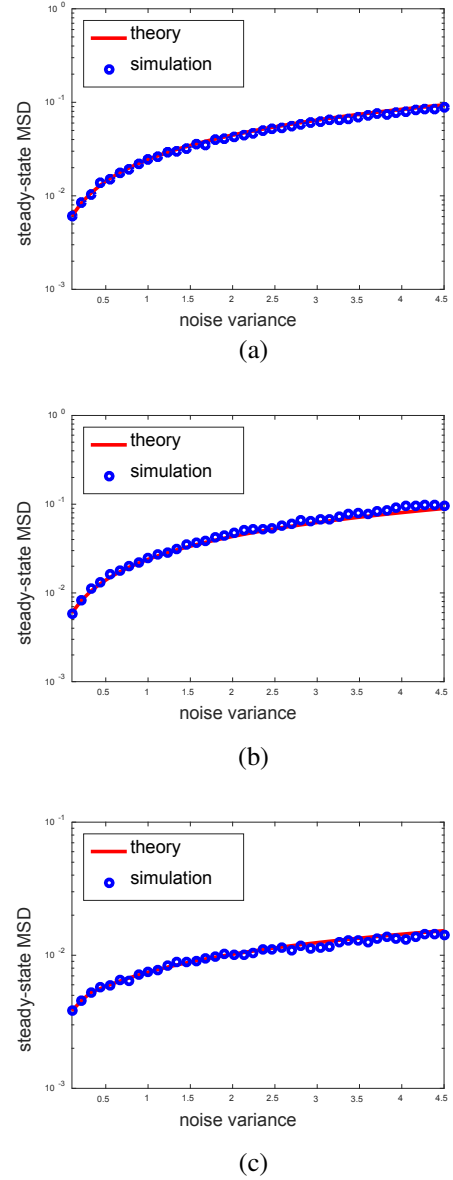 10 0
theory
simulation
10 -1
steady-state MSD
10 -2
10 -3
0.5 1 1.5 2 2.5 3 3.5 4 4.5
noise variance
(a)
10 0
theory
simulation
10 -1
steady-state MSD
10 -2
10 -3
0.5 1 1.5 2 2.5 3 3.5 4 4.5
noise variance
(b)
10 -1
theory
simulation
steady-state MSD
10 -2
10 -3
0.5 1 1.5 2 2.5 3 3.5 4 4.5
noise variance
(c)